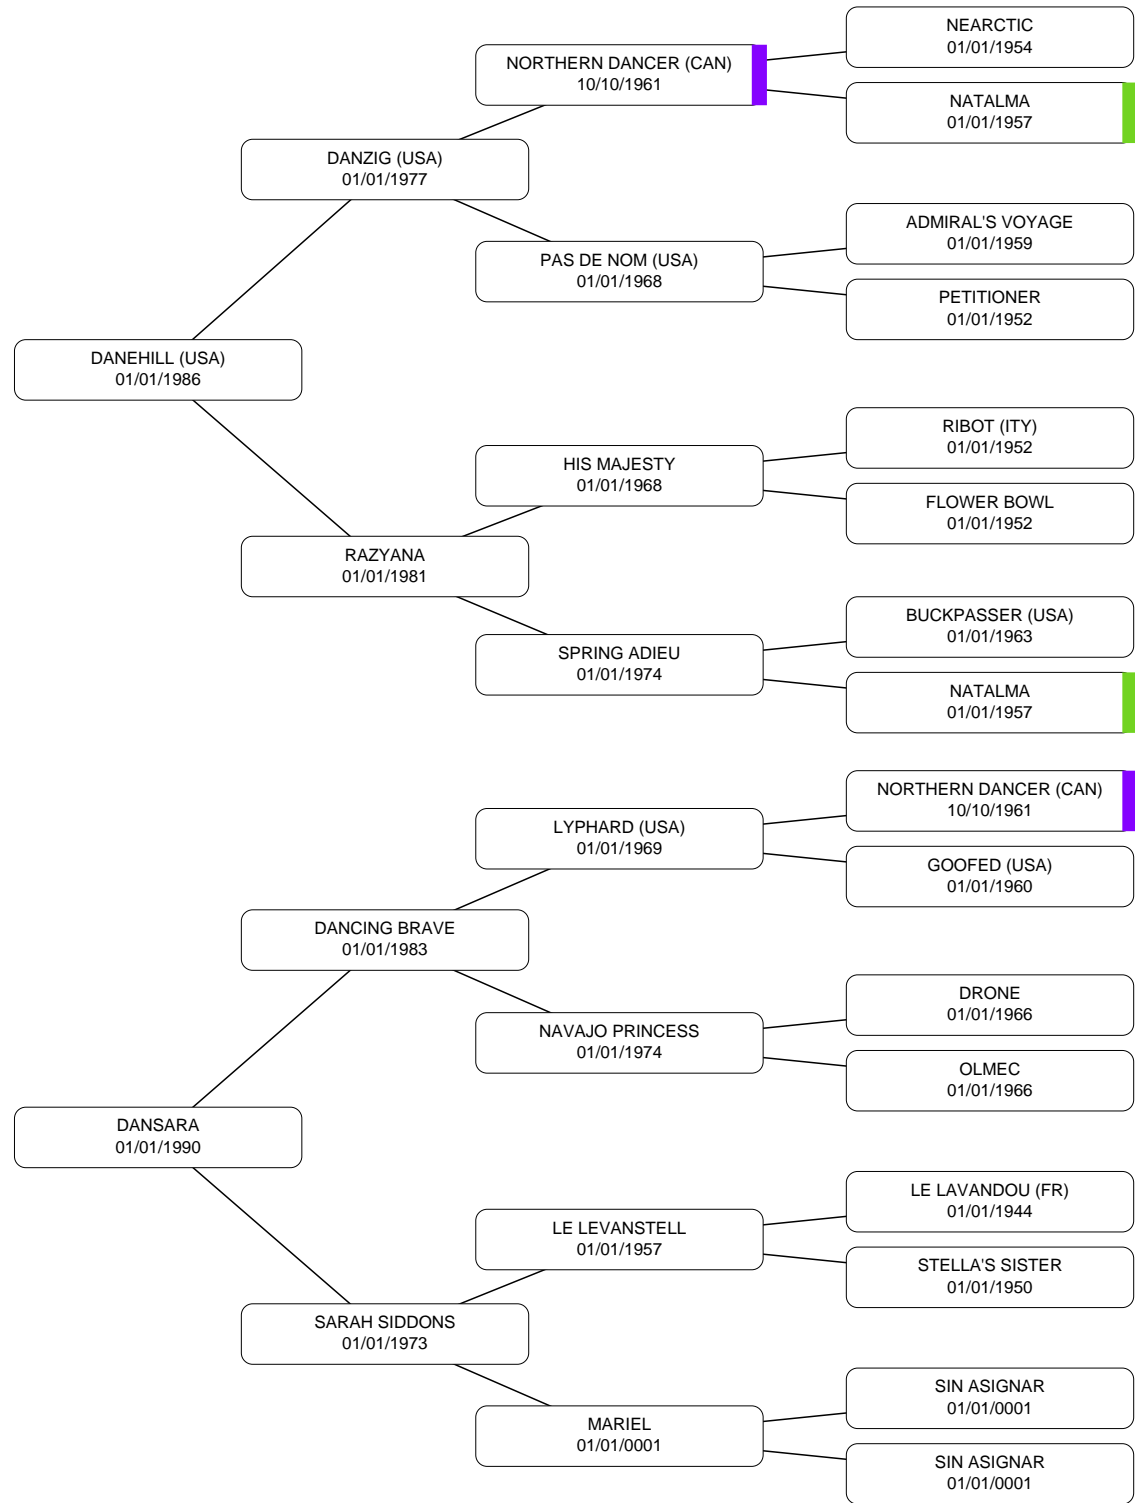 NEARCTIC
01/01/1954
NORTHERN DANCER (CAN)
10/10/1961
NATALMA
01/01/1957
DANZIG (USA)
01/01/1977
ADMIRAL'S VOYAGE
01/01/1959
PAS DE NOM (USA)
01/01/1968
PETITIONER
01/01/1952
DANEHILL (USA)
01/01/1986
RIBOT (ITY)
01/01/1952
HIS MAJESTY
01/01/1968
FLOWER BOWL
01/01/1952
RAZYANA
01/01/1981
BUCKPASSER (USA)
01/01/1963
SPRING ADIEU
01/01/1974
NATALMA
01/01/1957
NORTHERN DANCER (CAN)
10/10/1961
LYPHARD (USA)
01/01/1969
GOOFED (USA)
01/01/1960
DANCING BRAVE
01/01/1983
DRONE
01/01/1966
NAVAJO PRINCESS
01/01/1974
OLMEC
01/01/1966
DANSARA
01/01/1990
LE LAVANDOU (FR)
01/01/1944
LE LEVANSTELL
01/01/1957
STELLA'S SISTER
01/01/1950
SARAH SIDDONS
01/01/1973
SIN ASIGNAR
01/01/0001
MARIEL
01/01/0001
SIN ASIGNAR
01/01/0001